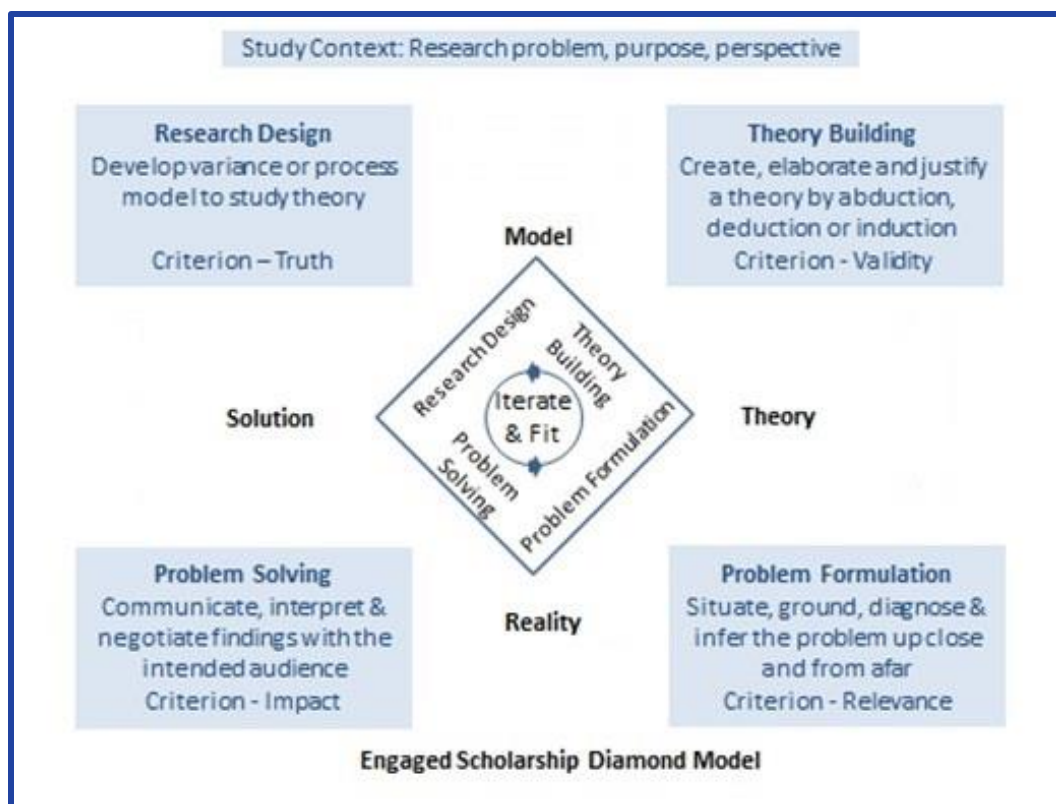 Study Context: Research problem, purpose, perspective
Research Design
Develop variance or process
model to study theory
Criterion – Truth
Theory Building
Create, elaborate and justify
a theory by abduction,
deduction or induction
Criterion - Validity
Model
Research Design
Theory
Building
Solution
Iterate
& Fit
Theory
Problem
Solving
Problem Formulation
Reality
Problem Solving
Communicate, interpret &
negotiate findings with the
intended audience
Criterion - Impact
Problem Formulation
Situate, ground, diagnose &
infer the problem up close
and from afar
Criterion - Relevance
Engaged Scholarship Diamond Model